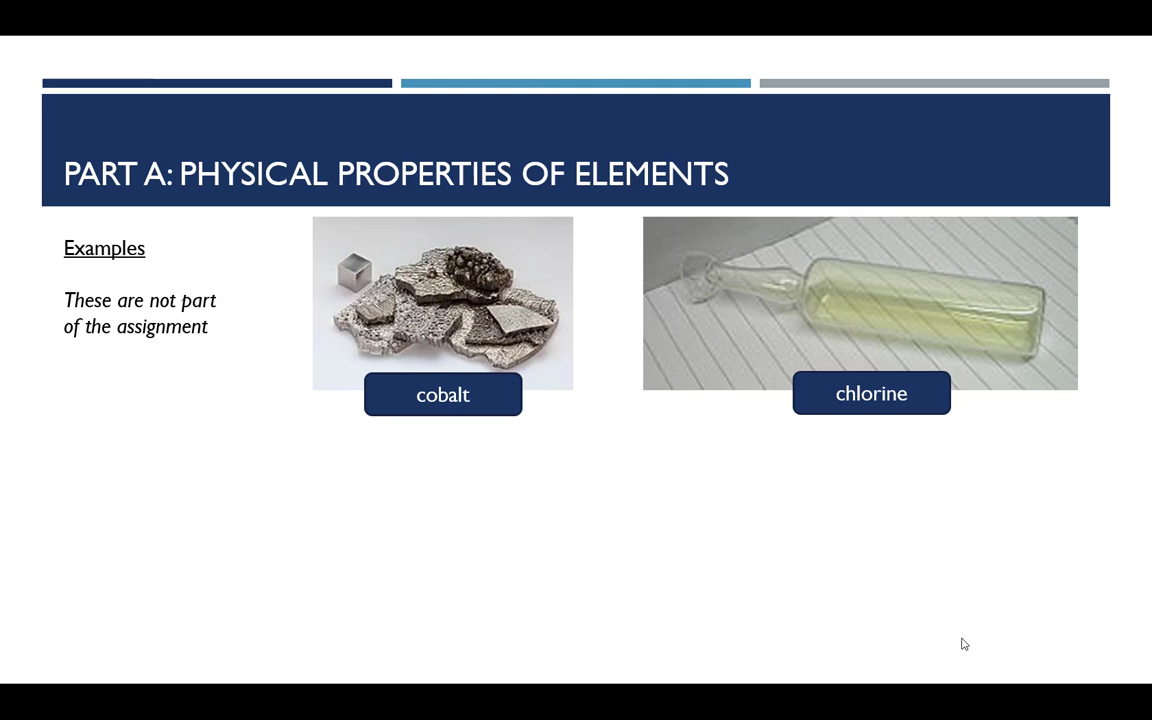 PART A: PHYSICAL PROPERTIES OF ELEMENTS
Examples
These are not part
of the assignment
cobalt
chlorine